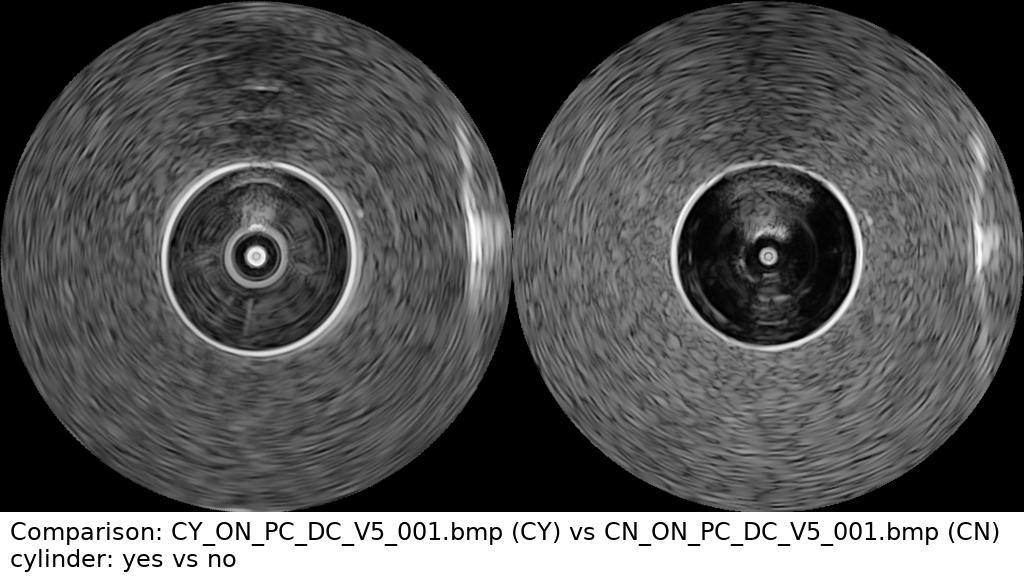 Comparison: CY_ON_PC_DC_V5_001.bmp (CY) vs CN_ON_PC_DC_V5_001.bmp (CN)
cylinder: yes vs no